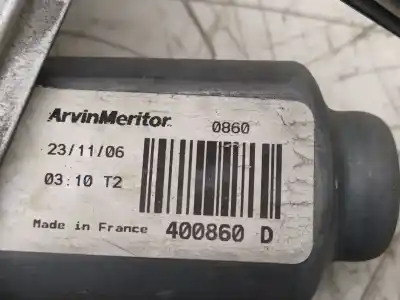 ArvinMeritor 0860
23/11/06
03:10 T2
Made in France 400860 D